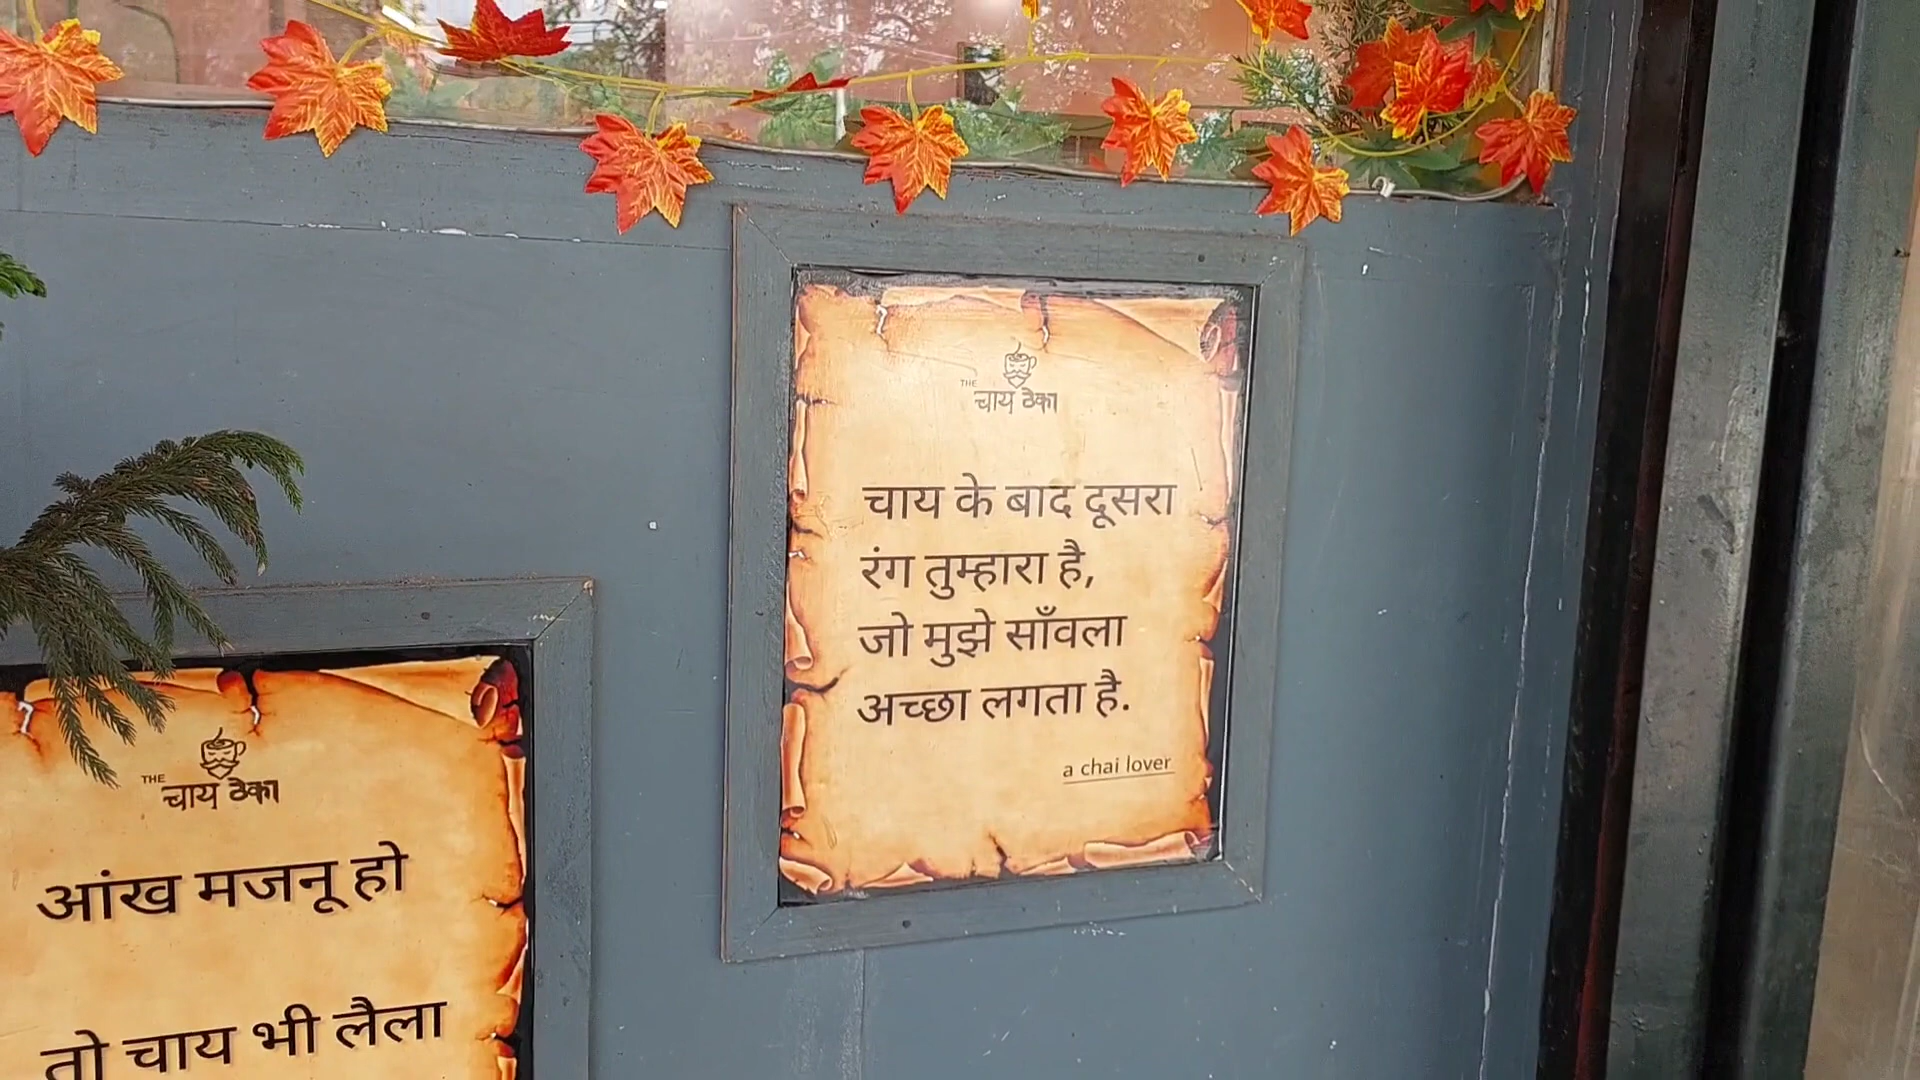 THE
चाय ठेका
चाय के बाद दूसरा
रंग तुम्हारा है,
जो मुझे साँवला
अच्छा लगता है.
a chai lover
THE
चाय ठेका
आंख मजनू हो
तो चाय भी लैला